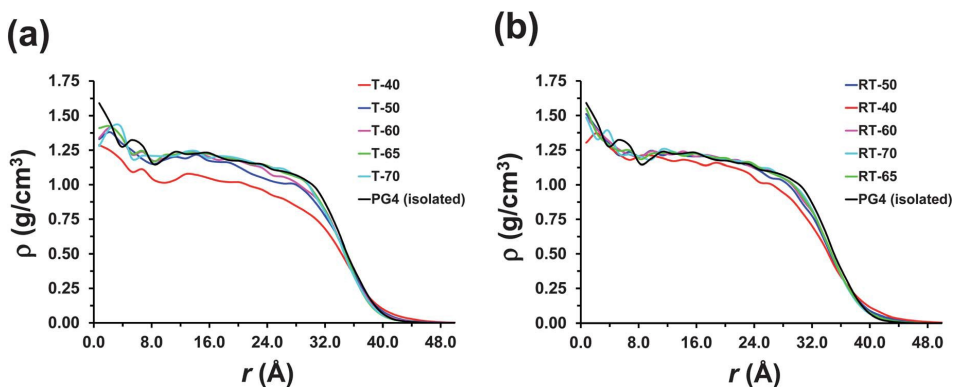 (a)
ρ (g/cm³)
1.75
1.50
1.25
1.00
0.75
0.50
0.25
0.00
T-40
T-50
T-60
T-65
T-70
PG4 (isolated)
0.0 8.0 16.0 24.0 32.0 40.0 48.0
r (Å)
(b)
ρ (g/cm³)
1.75
1.50
1.25
1.00
0.75
0.50
0.25
0.00
RT-50
RT-40
RT-60
RT-70
RT-65
PG4 (isolated)
0.0 8.0 16.0 24.0 32.0 40.0 48.0
r (Å)